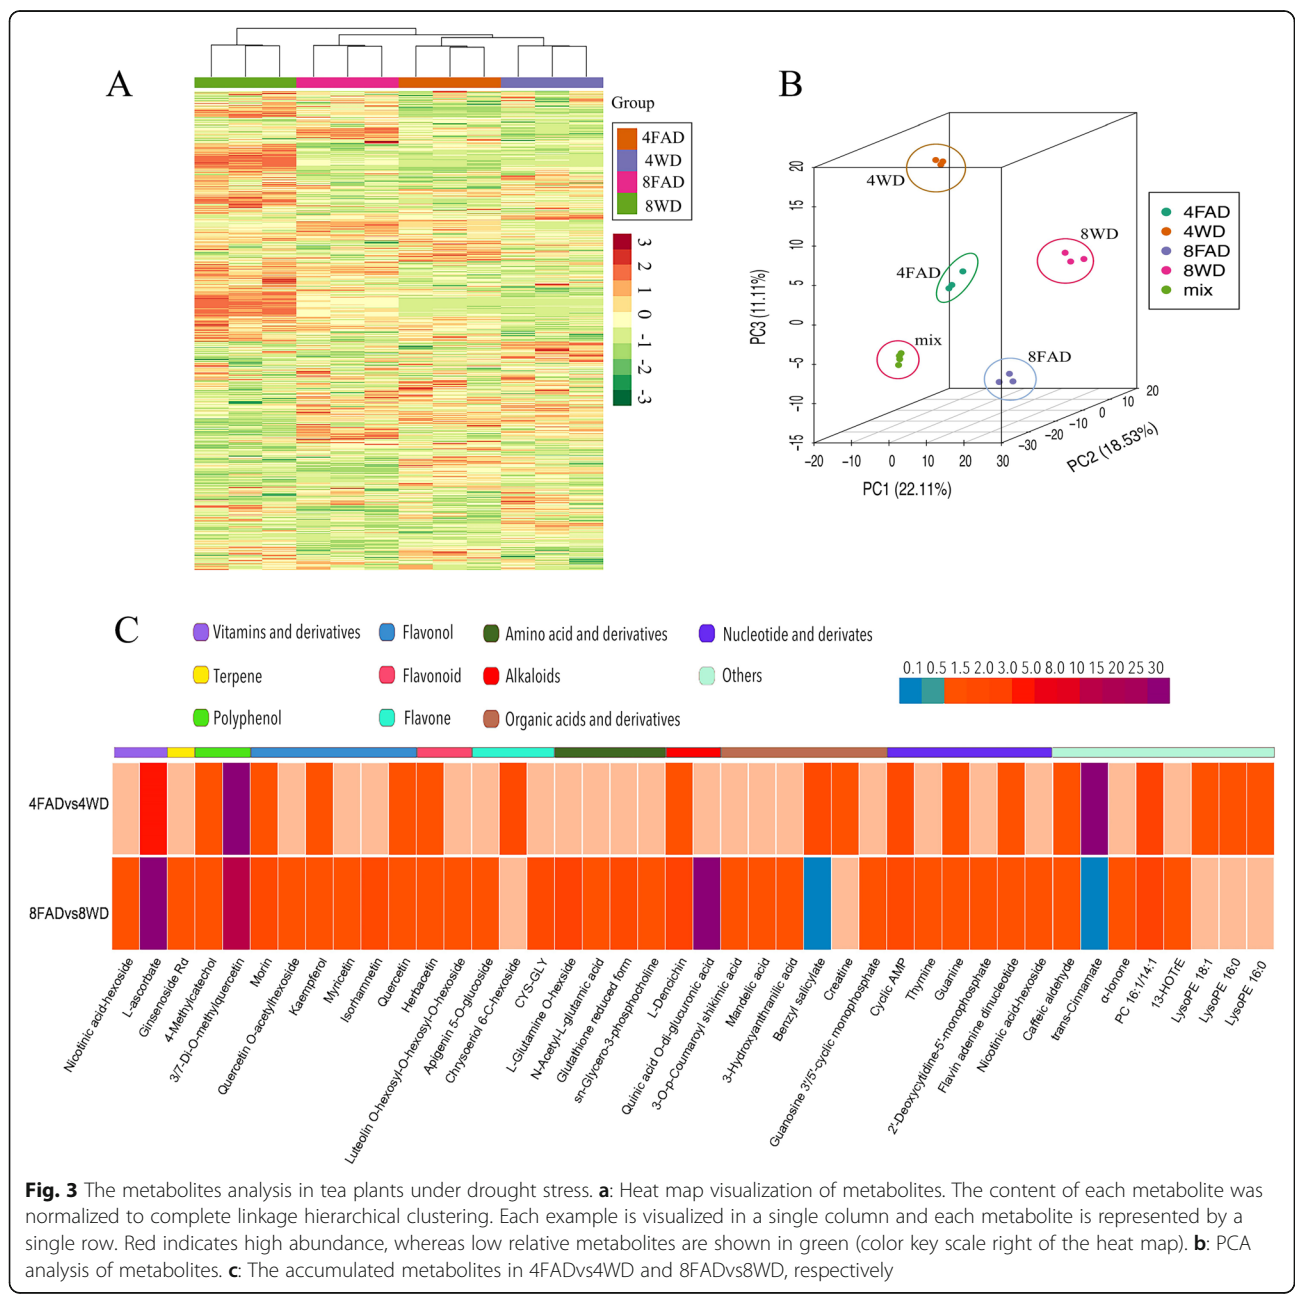 A
Group
4FAD
4WD
8FAD
8WD
3
2
1
0
-1
-2
-3
B
PC3 (11.11%)
20
15
10
5
0
−5
−10
−15
4WD
4FAD
8WD
mix
8FAD
−20
−10
0
10
20
30
PC1 (22.11%)
−30
−20
−10
0
10
20
PC2 (18.53%)
4FAD
4WD
8FAD
8WD
mix
C
Vitamins and derivatives
Flavonol
Amino acid and derivatives
Nucleotide and derivates
Terpene
Flavonoid
Alkaloids
Others
Polyphenol
Flavone
Organic acids and derivatives
0.1 0.5 1.5 2.0 3.0 5.0 8.0 10 15 20 25 30
4FADvs4WD
8FADvs8WD
Nicotinic acid-hexoside
L-ascorbate
Ginsenoside Rd
4-Methylcatechol
3/7-Di-O-methylquercetin
Morin
Quercetin O-acetylhexoside
Kaempferol
Myricetin
Isorhamnetin
Quercetin
Herbacetin
Luteolin O-hexosyl-O-hexosyl-O-hexoside
Apigenin 5-O-glucoside
Chrysoeriol 6-C-hexoside
CYS-GLY
L-Glutamine O-hexside
N-Acetyl-L-glutamic acid
Glutathione reduced form
sn-Glycero-3-phosphocholine
L-Dencichin
Quinic acid O-di-glucuronic acid
3-O-p-Coumaroyl shikimic acid
Mandelic acid
3-Hydroxyanthranilic acid
Benzyl salicylate
Creatine
Guanosine 3'/5'-cyclic monophosphate
Cyclic AMP
Thymine
Guanine
2'-Deoxycytidine-5'-monophosphate
Flavin adenine dinucleotide
Nicotinic acid-hexoside
Caffeic aldehyde
trans-Cinnamate
α-Ionone
PC 16:1/14:1
13-HOTrE
LysoPE 18:1
LysoPE 16:0
LysoPE 16:0
Fig. 3 The metabolites analysis in tea plants under drought stress. a: Heat map visualization of metabolites. The content of each metabolite was
normalized to complete linkage hierarchical clustering. Each example is visualized in a single column and each metabolite is represented by a
single row. Red indicates high abundance, whereas low relative metabolites are shown in green (color key scale right of the heat map). b: PCA
analysis of metabolites. c: The accumulated metabolites in 4FADvs4WD and 8FADvs8WD, respectively